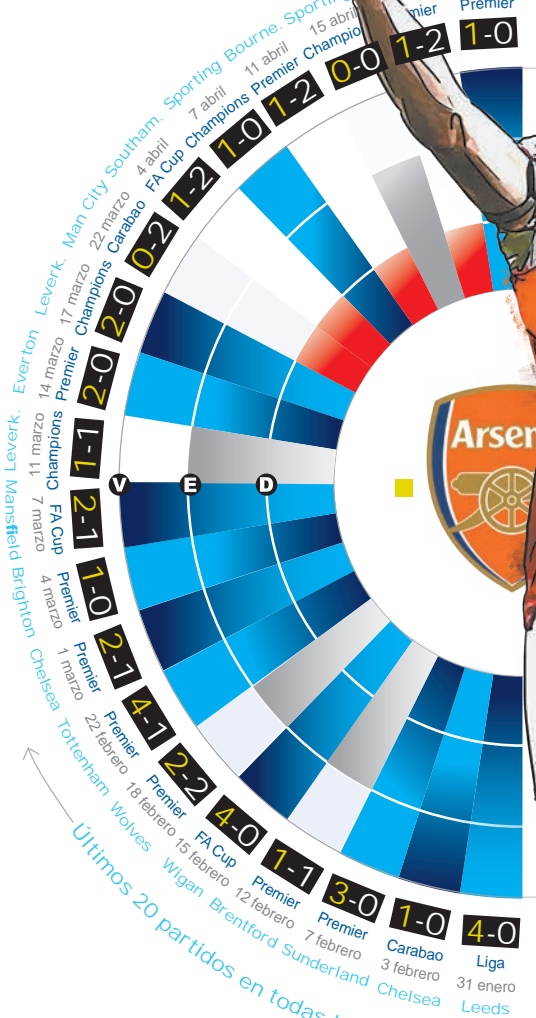 Últimos 20 partidos en todas
4-0
Liga
31 enero
Leeds
1-0
Carabao
3 febrero
Chelsea
3-0
Premier
7 febrero
Sunderland
1-1
Premier
12 febrero
Brentford
4-0
FA Cup
15 febrero
Wigan
2-2
Premier
18 febrero
Wolves
4-1
Premier
22 febrero
Tottenham
2-1
Premier
1 marzo
Chelsea
1-0
Premier
4 marzo
Brighton
2-1
FA Cup
7 marzo
Mansfield
1-1
Champions
11 marzo
Leverk.
2-0
Premier
14 marzo
Everton
2-0
Champions
17 marzo
Leverk.
0-2
Carabao
22 marzo
Man City
1-2
FA Cup
4 abril
Southam.
1-0
Champions
7 abril
Sporting
1-2
Premier
11 abril
Bourne.
0-0
Champio
15 abril
Sporting
1-2
mier
1-0
Premier
V E D
Arsen